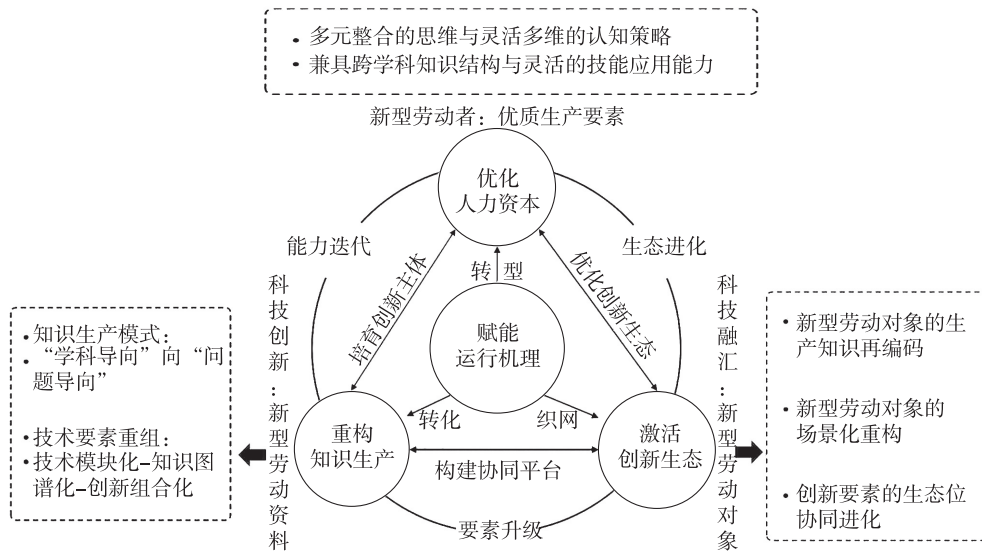 • 多元整合的思维与灵活多维的认知策略
• 兼具跨学科知识结构与灵活的技能应用能力
新型劳动者：优质生产要素
优化
人力资本
能力迭代
生态进化
培育创新主体
转型
优化创新生态
赋能
运行机理
科技创新：新型劳动资料
科技融汇：新型劳动对象
• 知识生产模式：
• “学科导向”向“问
题导向”
• 技术要素重组：
• 技术模块化–知识图
谱化–创新组合化
转化
织网
重构
知识生产
激活
创新生态
构建协同平台
要素升级
• 新型劳动对象的生
产知识再编码
• 新型劳动对象的
场景化重构
• 创新要素的生态位
协同进化